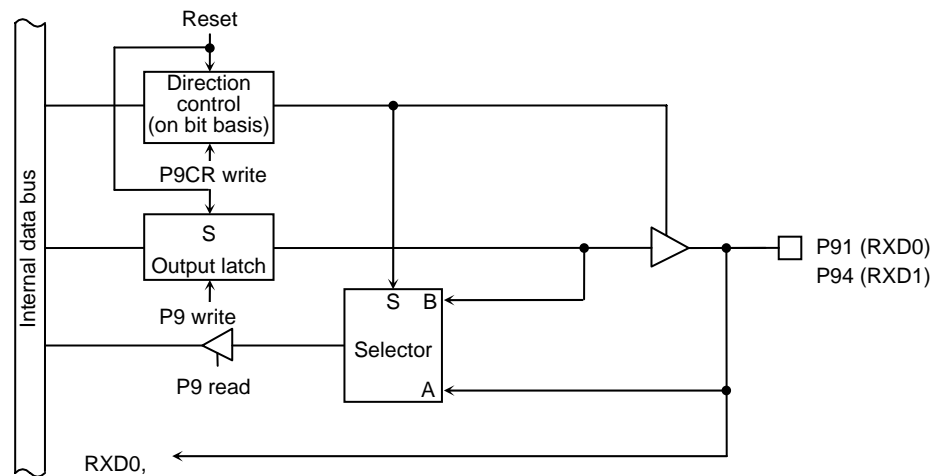 Reset
Direction
control
(on bit basis)
P9CR write
Internal data bus
S
Output latch
P9 write
P91 (RXD0)
P94 (RXD1)
S
B
Selector
A
P9 read
RXD0,